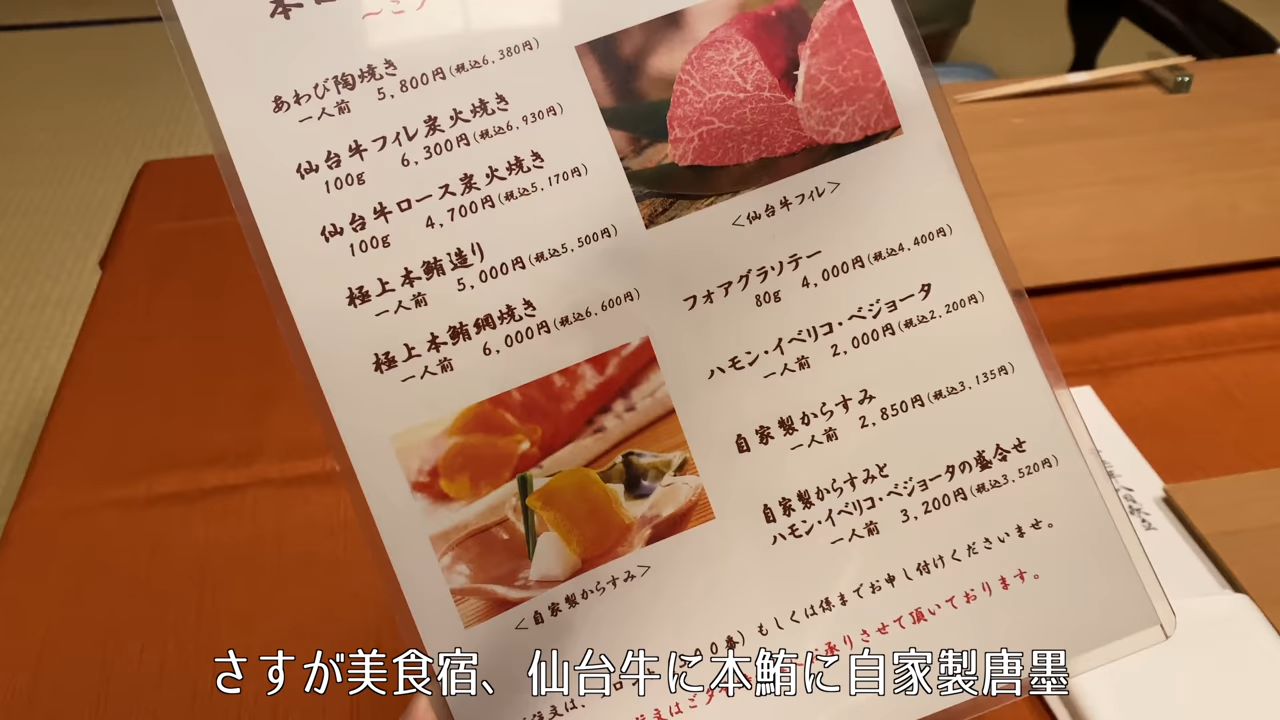 あわび陶焼き
一人前 5,800円(税込6,380円)
仙台牛フィレ炭火焼き
100g 6,300円(税込6,930円)
仙台牛ロース炭火焼き
100g 4,700円(税込5,170円)
極上本鮪造り
一人前 5,000円(税込5,500円)
極上本鮪網焼き
一人前 6,000円(税込6,600円)
<自家製からすみ>
<仙台牛フィレ>
フォアグラソテー
80g 4,000円(税込4,400円)
ハモン・イベリコ・ベジョータ
一人前 2,000円(税込2,200円)
自家製からすみ
一人前 2,850円(税込3,135円)
自家製からすみと
ハモン・イベリコ・ベジョータの盛合せ
一人前 3,200円(税込3,520円)
もしくは係までお申し付けくださいませ。
承りさせて頂いております。
さすが美食宿、仙台牛に本鮪に自家製唐墨